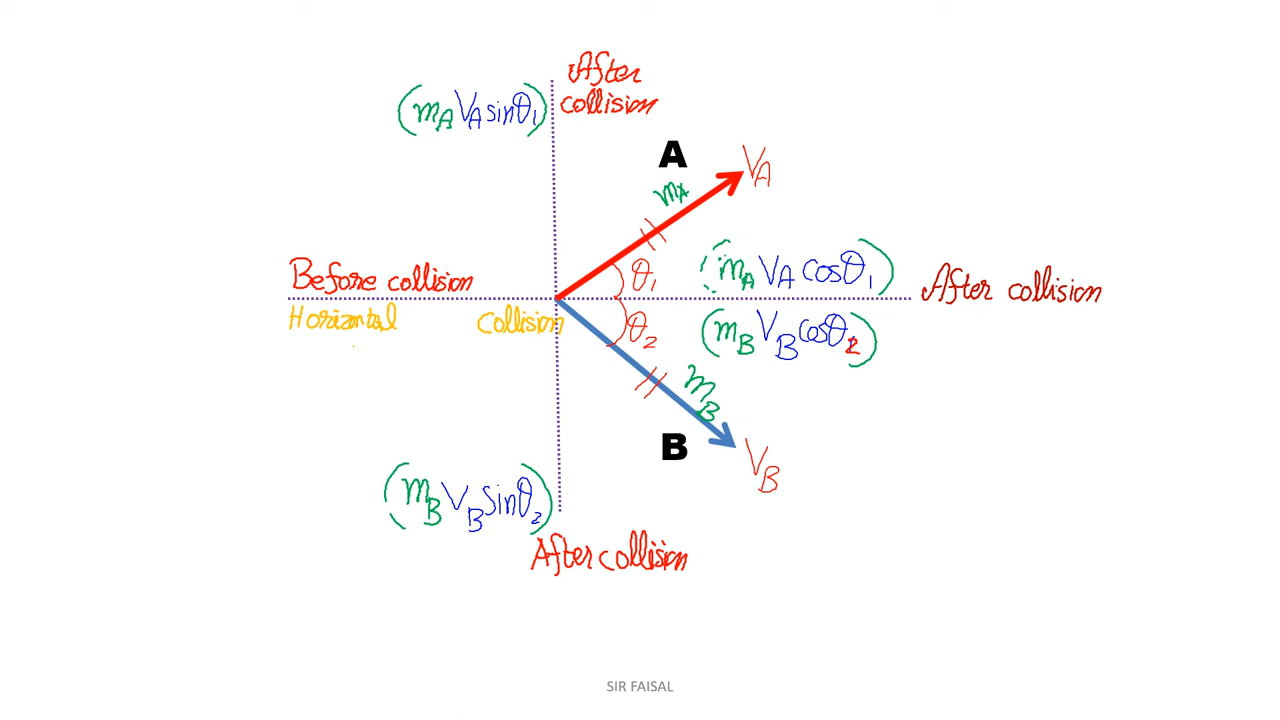 After
collision
(mA VA sinθ1)
A
VA
mA
Before collision
θ1
(mA VA cosθ1)
After collision
Horizontal
Collision
θ2
(mB VB cosθ2)
mB
B
VB
(mB VB sinθ2)
After collision
SIR FAISAL